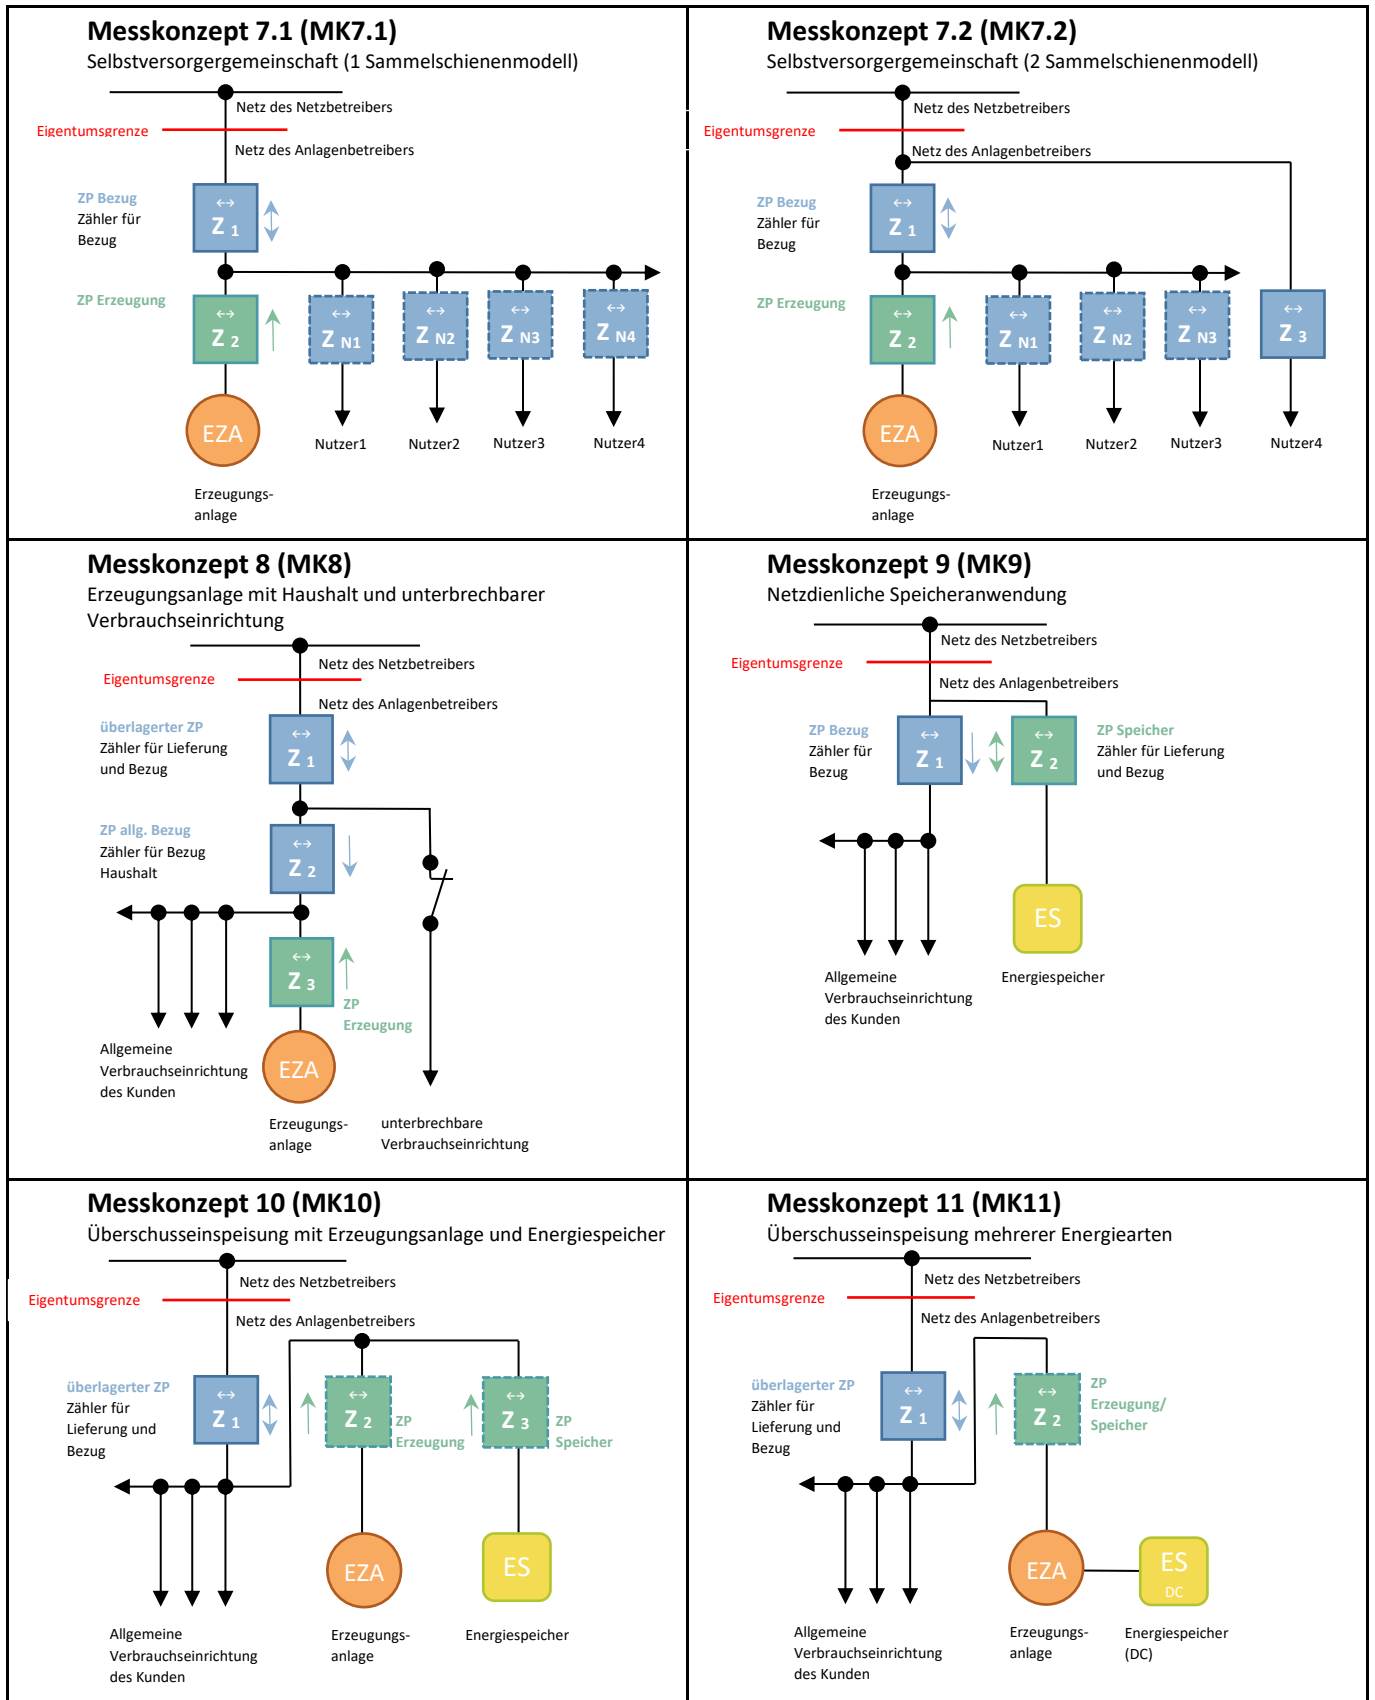 Messkonzept 7.1 (MK7.1)
Selbstversorgergemeinschaft (1 Sammelschienenmodell)
Netz des Netzbetreibers
Eigentumsgrenze
Netz des Anlagenbetreibers
ZP Bezug
Zähler für
Bezug
Z 1
ZP Erzeugung
Z 2
Z N1
Z N2
Z N3
Z N4
EZA
Nutzer1
Nutzer2
Nutzer3
Nutzer4
Erzeugungs-
anlage
Messkonzept 7.2 (MK7.2)
Selbstversorgergemeinschaft (2 Sammelschienenmodell)
Netz des Netzbetreibers
Eigentumsgrenze
Netz des Anlagenbetreibers
ZP Bezug
Zähler für
Bezug
Z 1
ZP Erzeugung
Z 2
Z N1
Z N2
Z N3
Z 3
EZA
Nutzer1
Nutzer2
Nutzer3
Nutzer4
Erzeugungs-
anlage
Messkonzept 8 (MK8)
Erzeugungsanlage mit Haushalt und unterbrechbarer
Verbrauchseinrichtung
Netz des Netzbetreibers
Eigentumsgrenze
Netz des Anlagenbetreibers
überlagerter ZP
Zähler für Lieferung
und Bezug
Z 1
ZP allg. Bezug
Zähler für Bezug
Haushalt
Z 2
Z 3
ZP
Erzeugung
Allgemeine
Verbrauchseinrichtung
des Kunden
EZA
Erzeugungs-
anlage
unterbrechbare
Verbrauchseinrichtung
Messkonzept 9 (MK9)
Netzdienliche Speicheranwendung
Netz des Netzbetreibers
Eigentumsgrenze
Netz des Anlagenbetreibers
ZP Bezug
Zähler für
Bezug
Z 1
Z 2
ZP Speicher
Zähler für Lieferung
und Bezug
ES
Allgemeine
Verbrauchseinrichtung
des Kunden
Energiespeicher
Messkonzept 10 (MK10)
Überschusseinspeisung mit Erzeugungsanlage und Energiespeicher
Netz des Netzbetreibers
Eigentumsgrenze
Netz des Anlagenbetreibers
überlagerter ZP
Zähler für
Lieferung und
Bezug
Z 1
Z 2
ZP
Erzeugung
Z 3
ZP
Speicher
EZA
ES
Allgemeine
Verbrauchseinrichtung
des Kunden
Erzeugungs-
anlage
Energiespeicher
Messkonzept 11 (MK11)
Überschusseinspeisung mehrerer Energiearten
Netz des Netzbetreibers
Eigentumsgrenze
Netz des Anlagenbetreibers
überlagerter ZP
Zähler für
Lieferung und
Bezug
Z 1
Z 2
ZP
Erzeugung/
Speicher
EZA
ES
DC
Allgemeine
Verbrauchseinrichtung
des Kunden
Erzeugungs-
anlage
Energiespeicher
(DC)